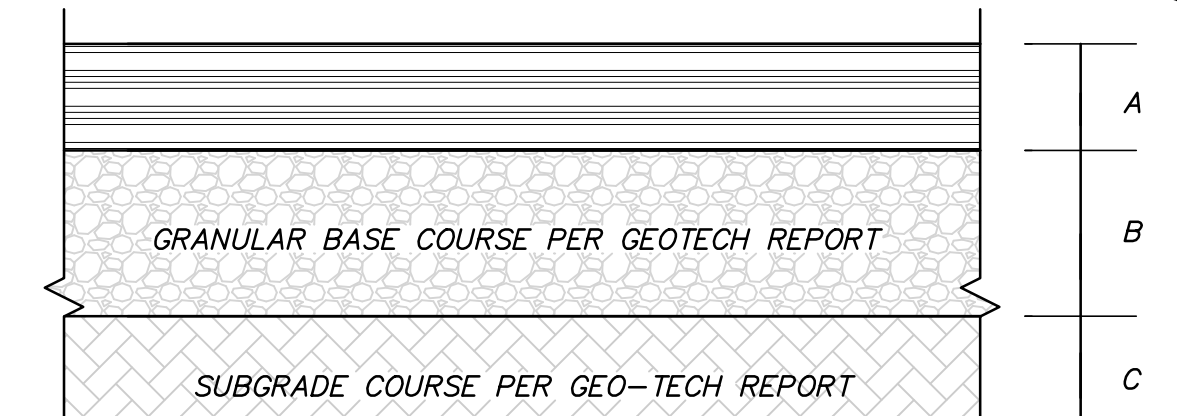 A
GRANULAR BASE COURSE PER GEOTECH REPORT
B
SUBGRADE COURSE PER GEO-TECH REPORT
C